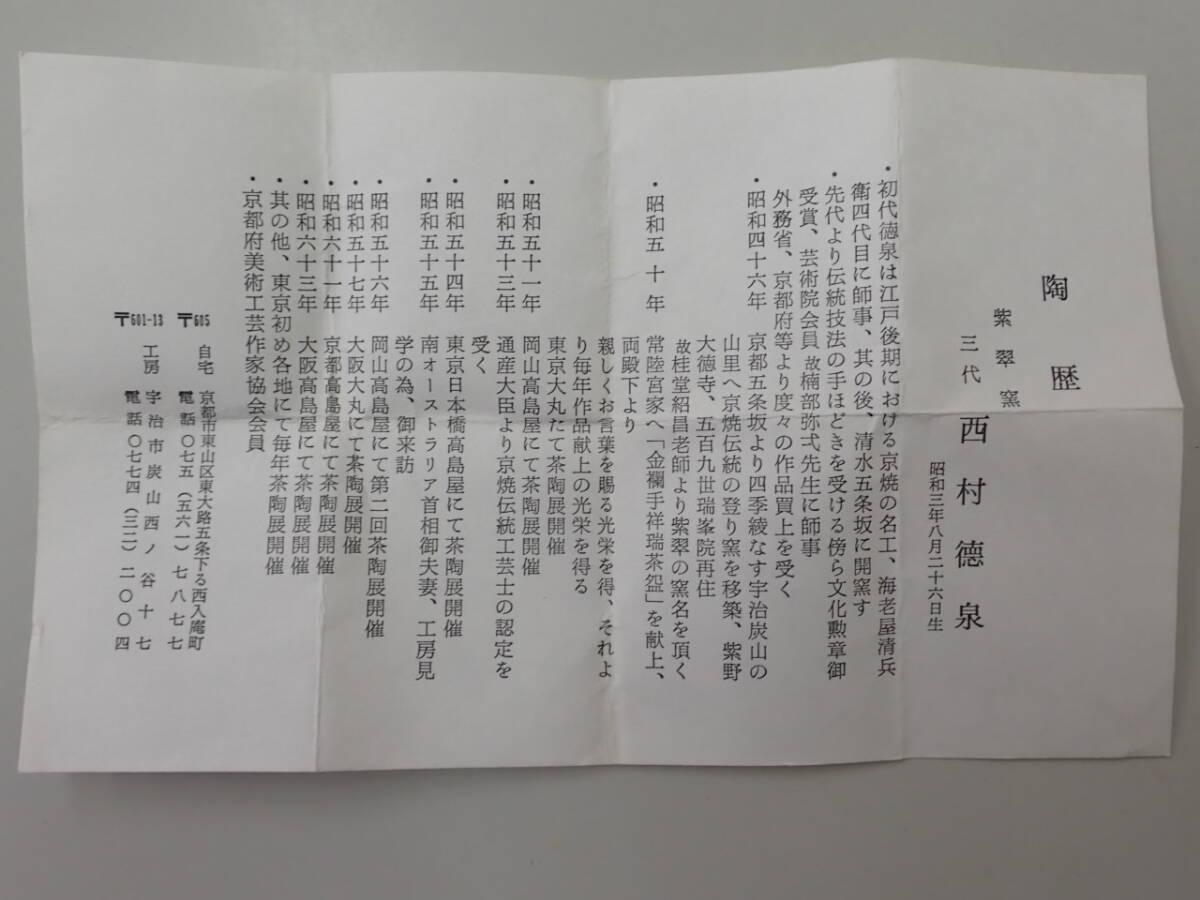 陶歴
紫翠窯
三代 西村徳泉
昭和三年八月二十六日生
・初代徳泉は江戸後期における京焼の名工、海老屋清兵
衛四代目に師事、其の後、清水五条坂に開窯す
・先代より伝統技法の手ほどきを受ける傍ら文化勲章御
受賞、芸術院会員故楠部弥弌先生に師事
外務省、京都府等より度々の作品買上を受く
・昭和四十六年 京都五条坂より四季綾なす宇治炭山の
山里へ京焼伝統の登り窯を移築、紫野
大徳寺、五百九世瑞峯院再住
故桂堂紹昌老師より紫翠の窯名を頂く
・昭和五十年 常陸宮家へ「金襴手祥瑞茶盌」を献上、
両殿下より
親しくお言葉を賜る光栄を得、それよ
り毎年作品献上の光栄を得る
東京大丸たて茶陶展開催
・昭和五十一年 岡山高島屋にて茶陶展開催
・昭和五十三年 通産大臣より京焼伝統工芸士の認定を
受く
・昭和五十四年 東京日本橋高島屋にて茶陶展開催
・昭和五十五年 南オーストラリア首相御夫妻、工房見
学の為、御来訪
・昭和五十六年 岡山高島屋にて第二回茶陶展開催
・昭和五十七年 大阪大丸にて茶陶展開催
・昭和六十一年 京都高島屋にて茶陶展開催
・昭和六十三年 大阪高島屋にて茶陶展開催
・其の他、東京初め各地にて毎年茶陶展開催
・京都府美術工芸作家協会会員
〒605 自宅 京都市東山区東大路五条下る西入庵町
電話〇七五(五六一)七八七七
〒601-13 工房 宇治市炭山西ノ谷十七
電話〇七七四(三二)二〇〇四